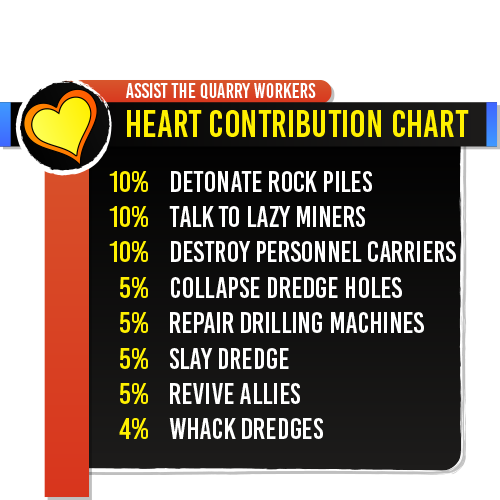 ASSIST THE QUARRY WORKERS
HEART CONTRIBUTION CHART
10% DETONATE ROCK PILES
10% TALK TO LAZY MINERS
10% DESTROY PERSONNEL CARRIERS
5% COLLAPSE DREDGE HOLES
5% REPAIR DRILLING MACHINES
5% SLAY DREDGE
5% REVIVE ALLIES
4% WHACK DREDGES